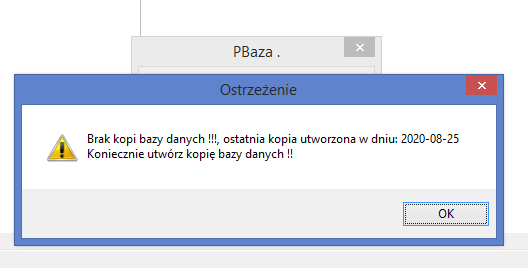 PBaza .
Ostrzeżenie
Brak kopi bazy danych !!!, ostatnia kopia utworzona w dniu: 2020-08-25
Koniecznie utwórz kopię bazy danych !!
OK